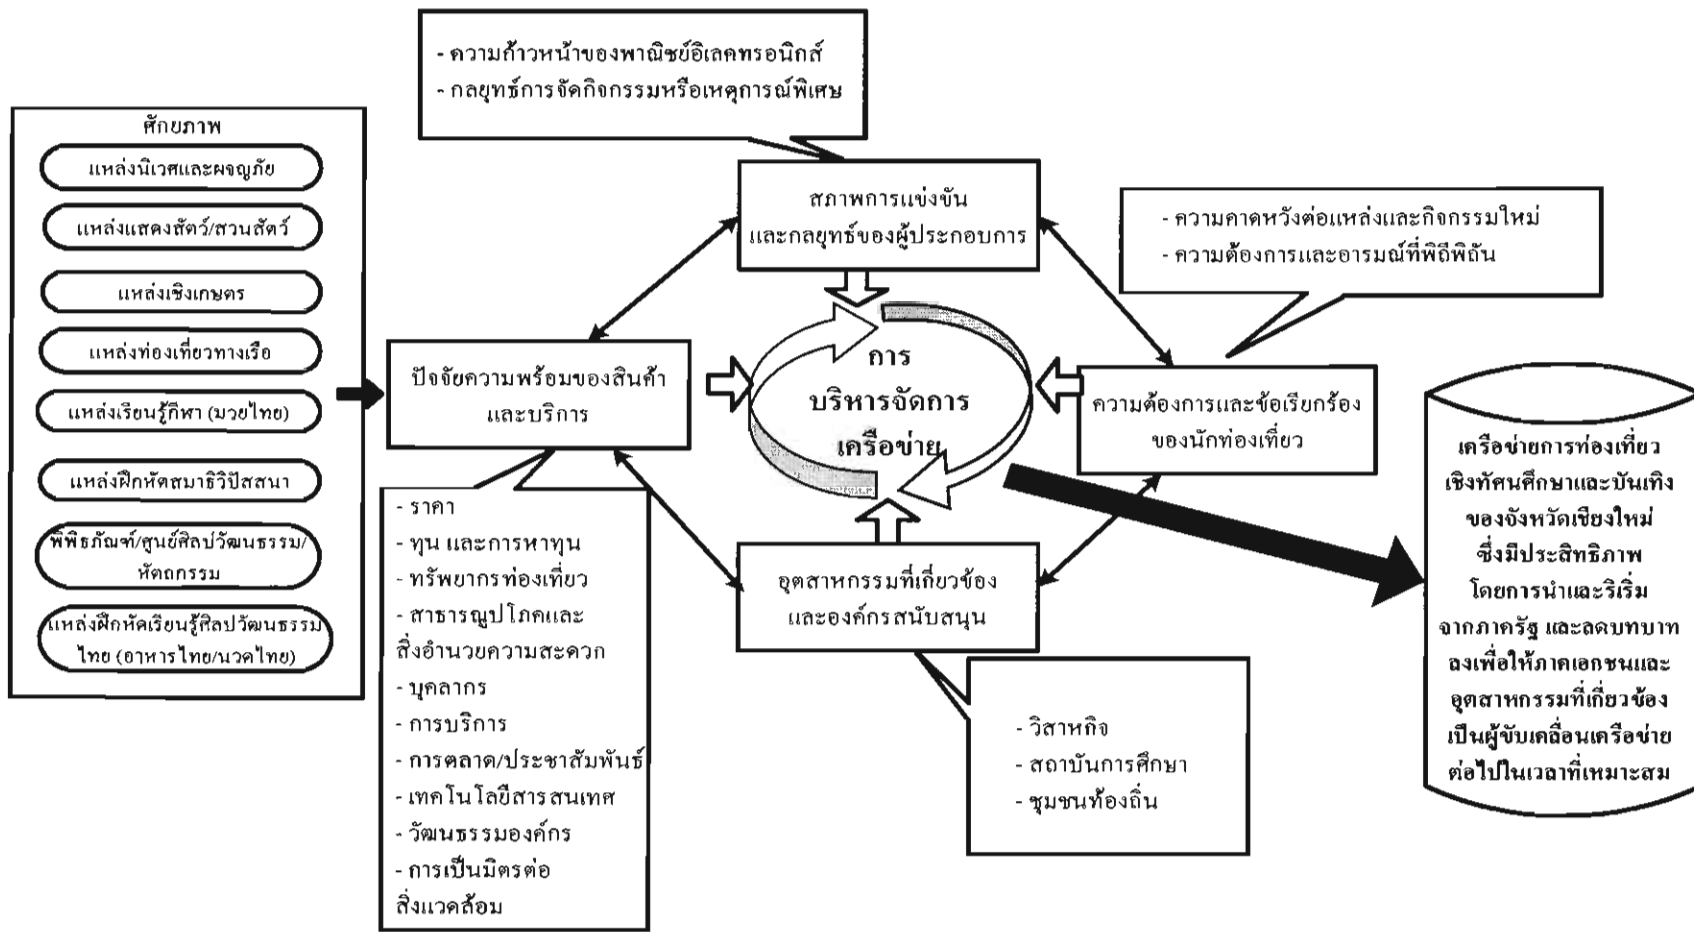 - ความก้าวหน้าของพาณิชย์อิเลคทรอนิกส์
- กลยุทธ์การจัดกิจกรรมหรือเหตุการณ์พิเศษ
ศักยภาพ
แหล่งนิเวศและผจญภัย
แหล่งแสดงสัตว์/สวนสัตว์
แหล่งเชิงเกษตร
แหล่งท่องเที่ยวทางเรือ
แหล่งเรียนรู้กีฬา (มวยไทย)
แหล่งฝึกหัดสมาธิวิปัสสนา
พิพิธภัณฑ์/ศูนย์ศิลปวัฒนธรรม/
หัตถกรรม
แหล่งฝึกหัดเรียนรู้ศิลปวัฒนธรรม
ไทย (อาหารไทย/นวดไทย)
สภาพการแข่งขัน
และกลยุทธ์ของผู้ประกอบการ
- ความคาดหวังต่อแหล่งและกิจกรรมใหม่
- ความต้องการและอารมณ์ที่พิถีพิถัน
ปัจจัยความพร้อมของสินค้า
และบริการ
การ
บริหารจัดการ
เครือข่าย
ความต้องการและข้อเรียกร้อง
ของนักท่องเที่ยว
- ราคา
- ทุน และการหาทุน
- ทรัพยากรท่องเที่ยว
- สาธารณูปโภคและ
สิ่งอำนวยความสะดวก
- บุคลากร
- การบริการ
- การตลาด/ประชาสัมพันธ์
- เทคโนโลยีสารสนเทศ
- วัฒนธรรมองค์กร
- การเป็นมิตรต่อ
สิ่งแวดล้อม
อุตสาหกรรมที่เกี่ยวข้อง
และองค์กรสนับสนุน
- วิสาหกิจ
- สถาบันการศึกษา
- ชุมชนท้องถิ่น
เครือข่ายการท่องเที่ยว
เชิงทัศนศึกษาและบันเทิง
ของจังหวัดเชียงใหม่
ซึ่งมีประสิทธิภาพ
โดยการนำและริเริ่ม
จากภาครัฐ และลดบทบาท
ลงเพื่อให้ภาคเอกชนและ
อุตสาหกรรมที่เกี่ยวข้อง
เป็นผู้ขับเคลื่อนเครือข่าย
ต่อไปในเวลาที่เหมาะสม